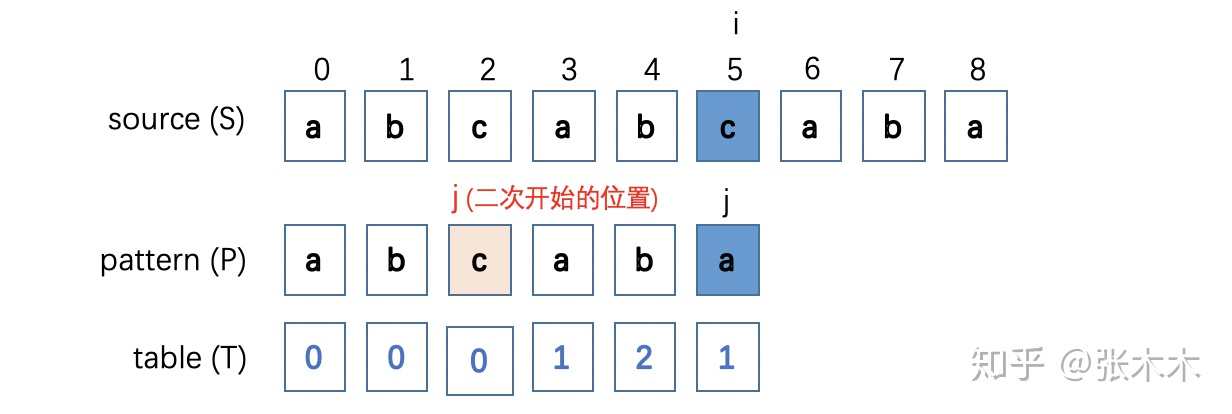 i
0 1 2 3 4 5 6 7 8
source (S) a b c a b c a b a
j (二次开始的位置) j
pattern (P) a b c a b a
table (T) 0 0 0 1 2 1
知乎 @张木木